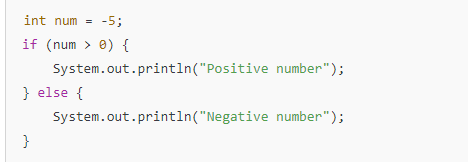 int num = -5;
if (num > 0) {
    System.out.println("Positive number");
} else {
    System.out.println("Negative number");
}